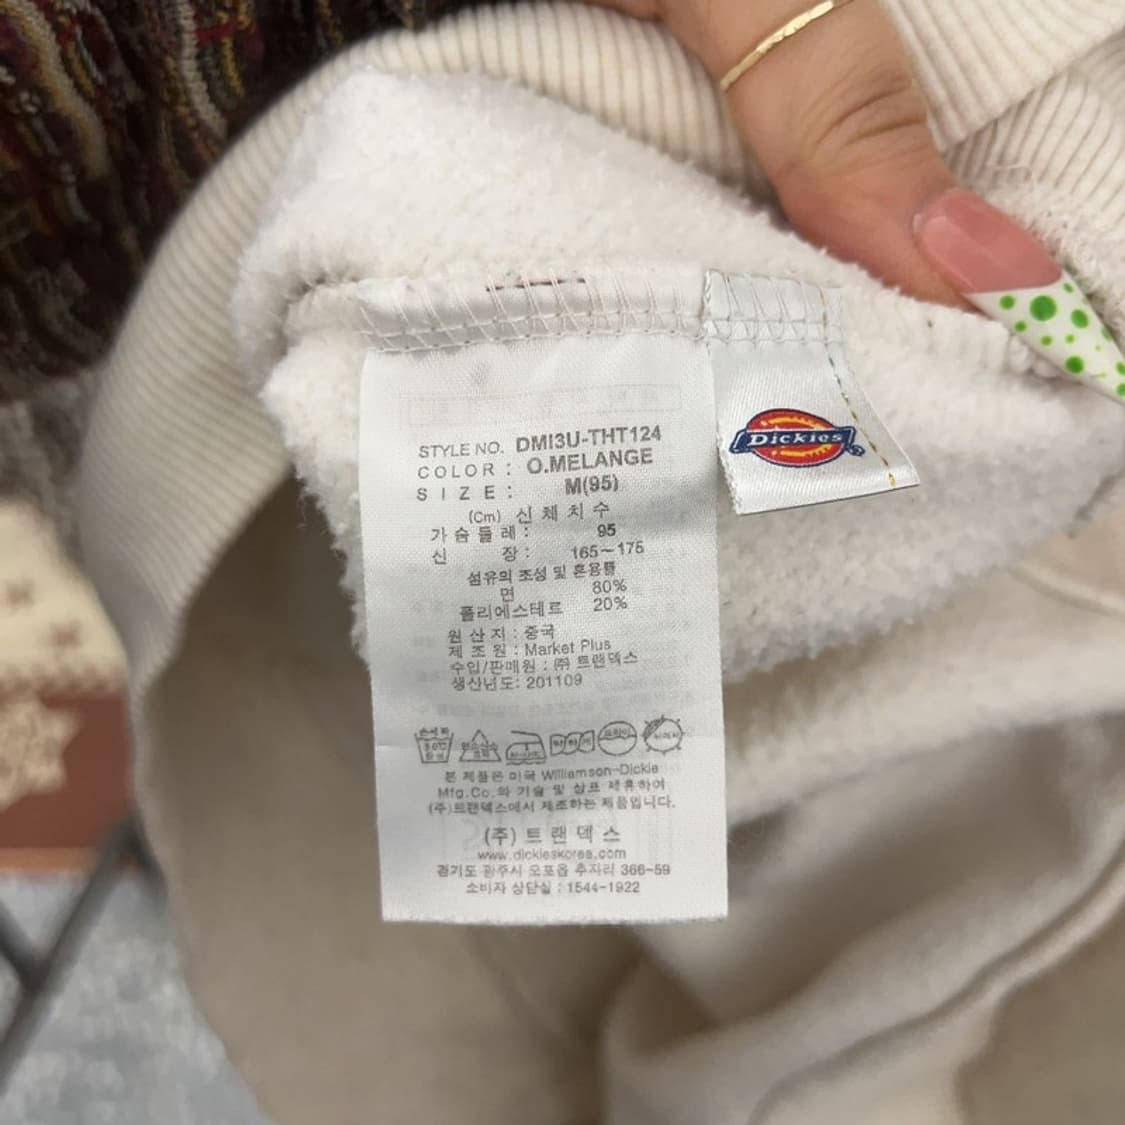 STYLE NO. DMI3U-THT124
COLOR : O.MELANGE
SIZE : M(95)
(Cm) 신체치수
가슴둘레 : 95
신 장 : 165~175
섬유의 조성 및 혼용률
면 80%
폴리에스테르 20%
원 산 지 : 중국
제 조 원 : Market Plus
수입/판매원 : ㈜ 트랜덱스
생산년도: 201109
손세탁
30℃
중성
본 제품은 미국 Williamson-Dickie
Mfg.Co.와 기술 및 상표 제휴하여
(주)트랜덱스에서 제조하는 제품입니다.
(주) 트랜덱스
www.dickieskorea.com
경기도 광주시 오포읍 추자리 366-59
소비자 상담실 : 1544-1922
Dickies